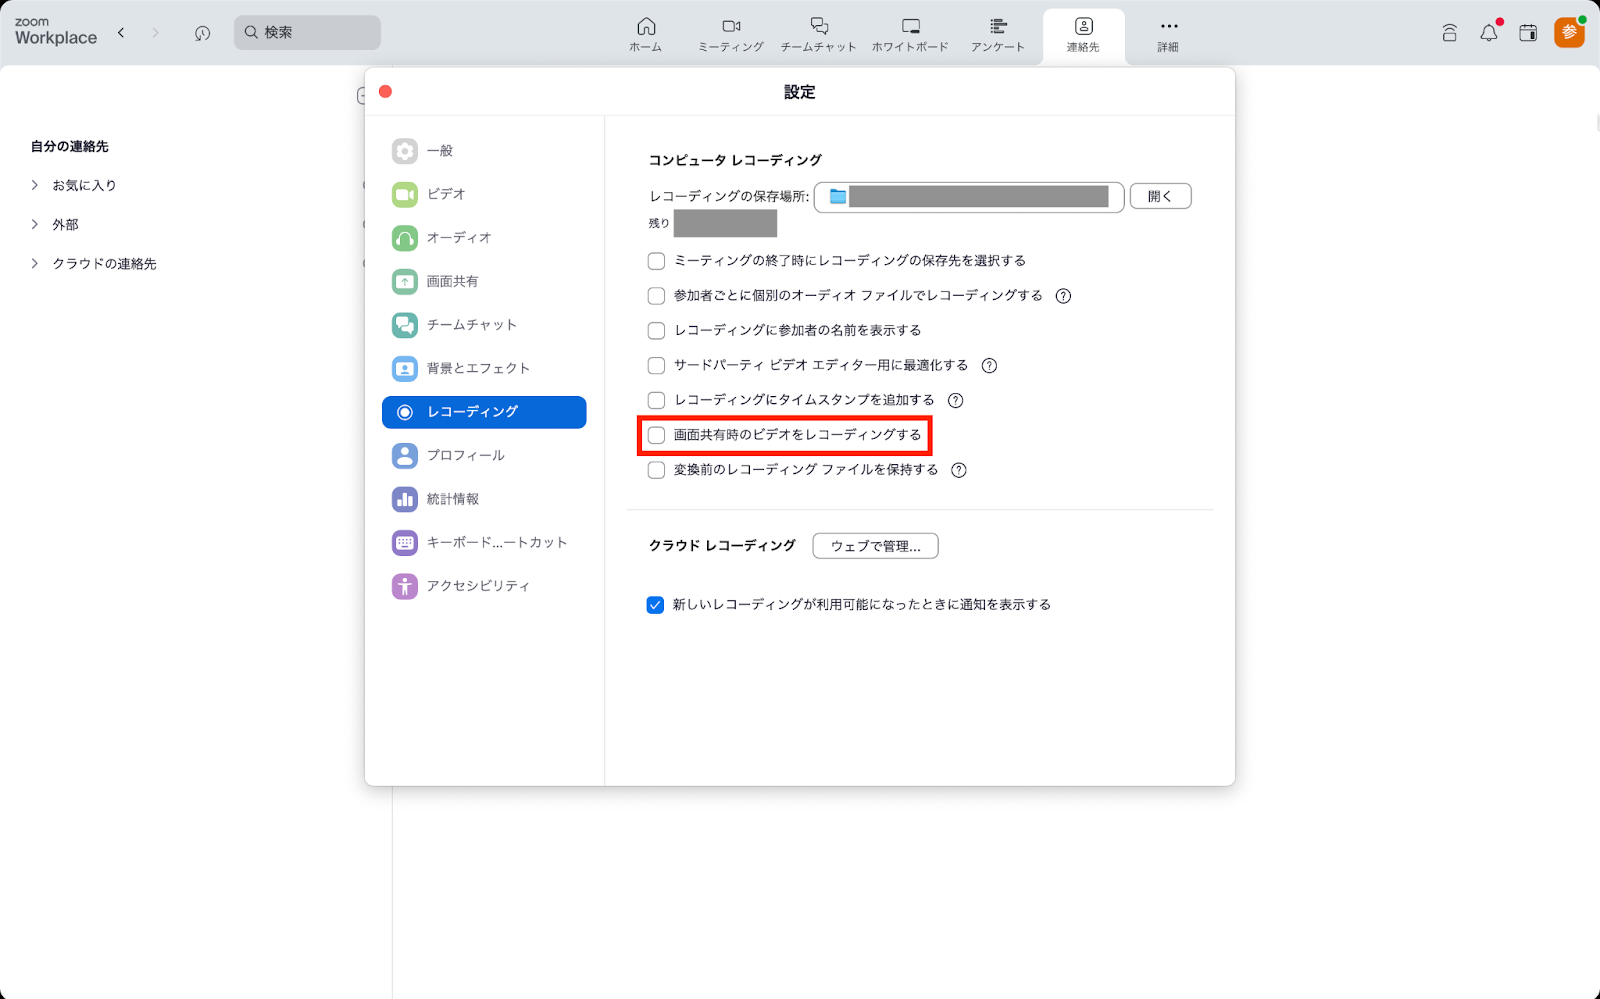 zoom
Workplace
検索
ホーム
ミーティング
チームチャット
ホワイトボード
アンケート
連絡先
詳細
参
設定
自分の連絡先
お気に入り
外部
クラウドの連絡先
一般
ビデオ
オーディオ
画面共有
チームチャット
背景とエフェクト
レコーディング
プロフィール
統計情報
キーボード...ートカット
アクセシビリティ
コンピュータ レコーディング
レコーディングの保存場所:
開く
残り
ミーティングの終了時にレコーディングの保存先を選択する
参加者ごとに個別のオーディオ ファイルでレコーディングする ?
レコーディングに参加者の名前を表示する
サードパーティ ビデオ エディター用に最適化する ?
レコーディングにタイムスタンプを追加する ?
画面共有時のビデオをレコーディングする
変換前のレコーディング ファイルを保持する ?
クラウド レコーディング
ウェブで管理...
新しいレコーディングが利用可能になったときに通知を表示する